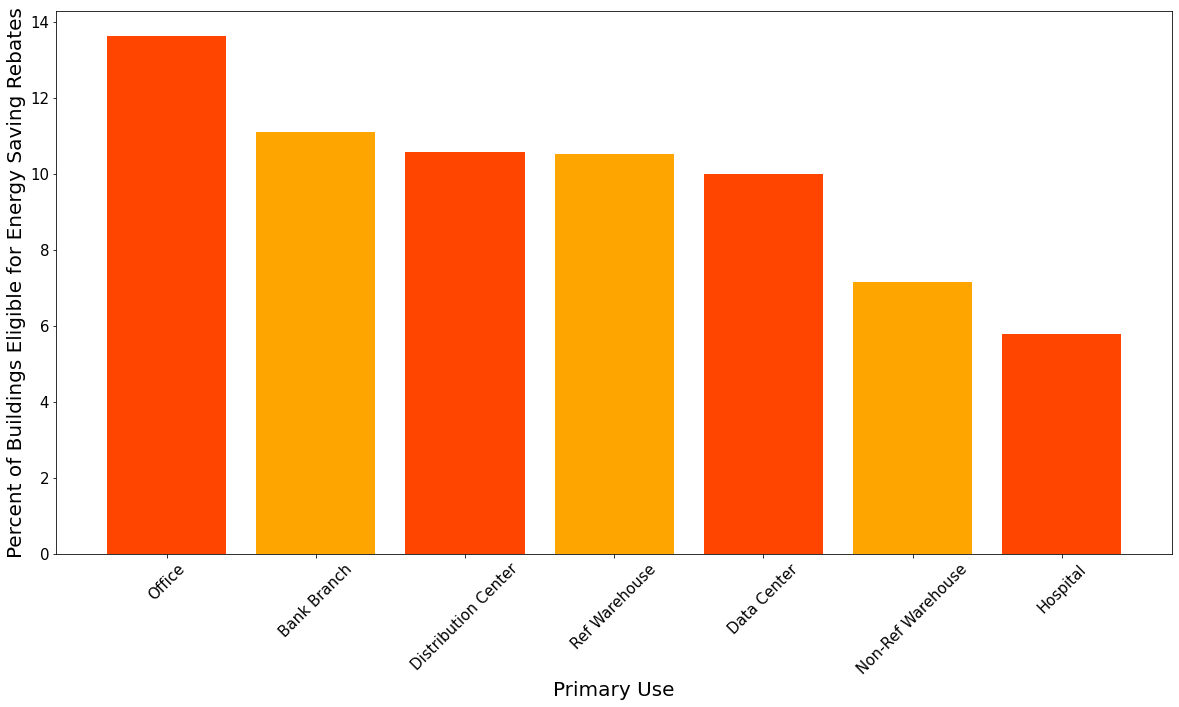 Percent of Buildings Eligible for Energy Saving Rebates
14
12
10
8
6
4
2
0
Office
Bank Branch
Distribution Center
Ref Warehouse
Data Center
Non-Ref Warehouse
Hospital
Primary Use